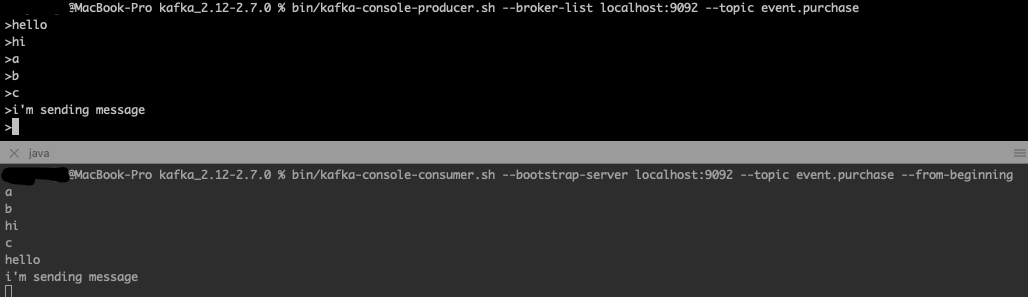 @MacBook-Pro kafka_2.12-2.7.0 % bin/kafka-console-producer.sh --broker-list localhost:9092 --topic event.purchase
>hello
>hi
>a
>b
>c
>i'm sending message
>
java
@MacBook-Pro kafka_2.12-2.7.0 % bin/kafka-console-consumer.sh --bootstrap-server localhost:9092 --topic event.purchase --from-beginning
a
b
hi
c
hello
i'm sending message